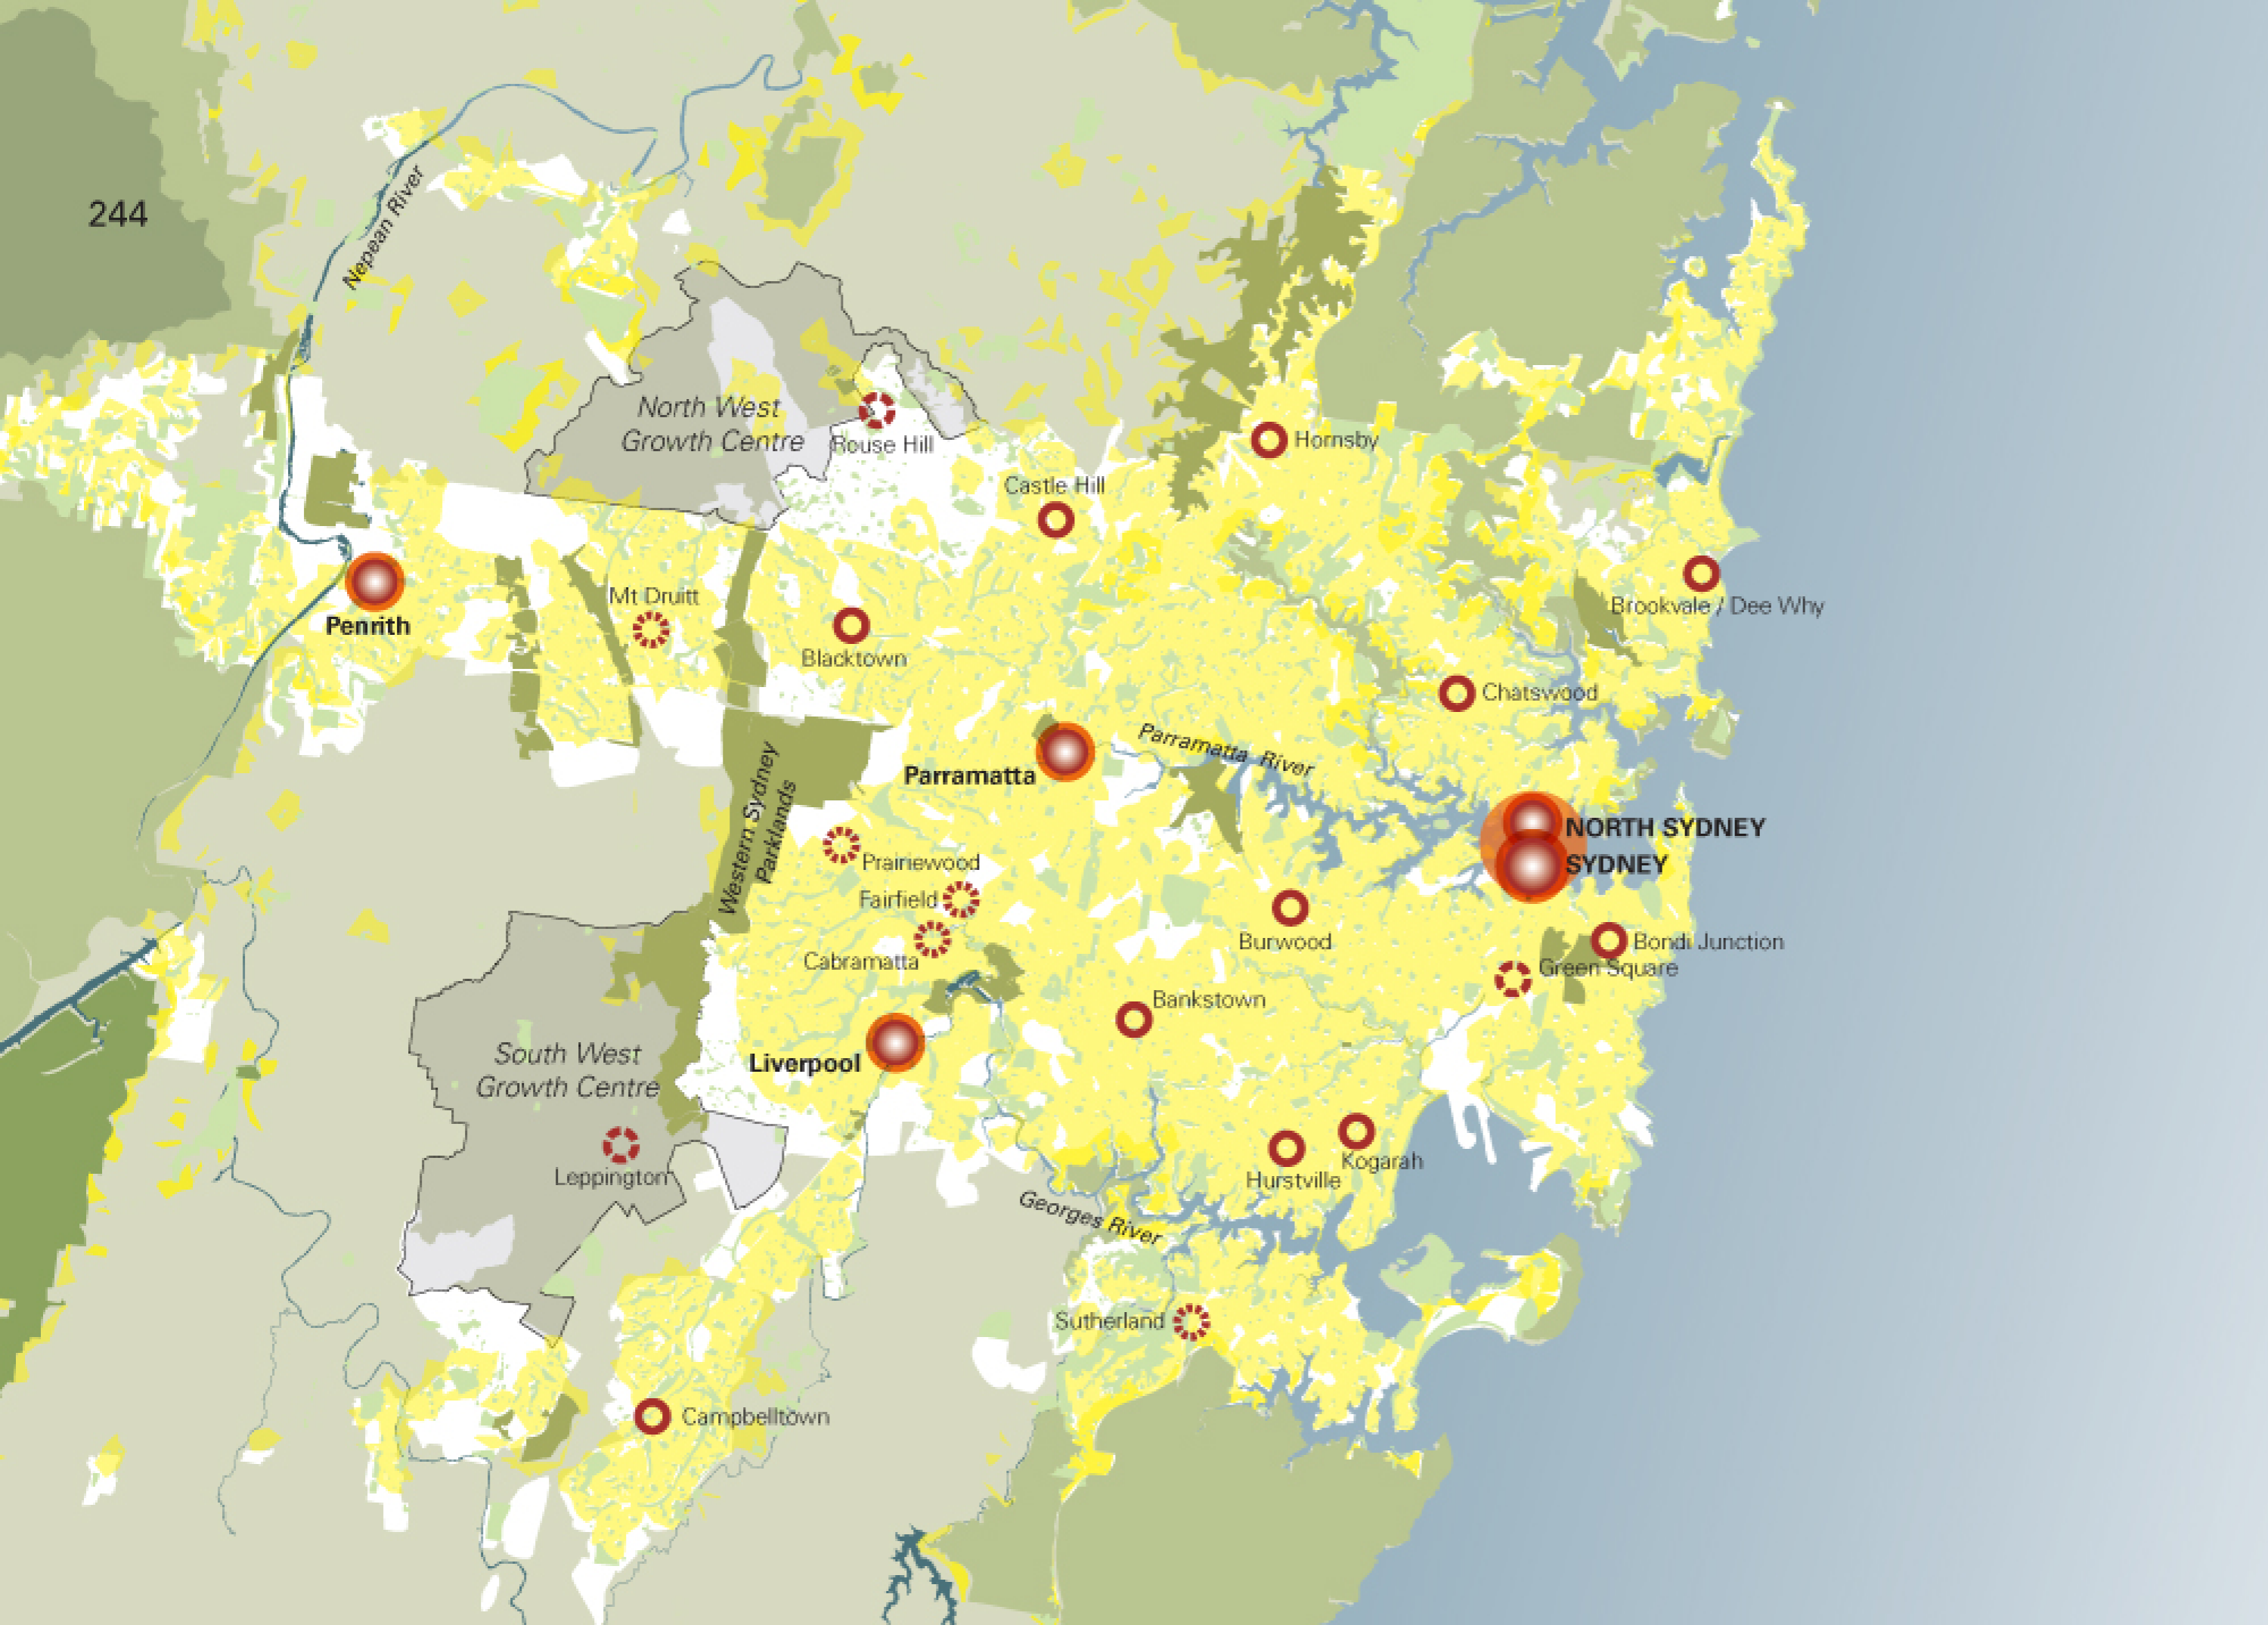 244
Nepean River
North West
Growth Centre
Rouse Hill
Hornsby
Castle Hill
Mt Druitt
Penrith
Blacktown
Brookvale / Dee Why
Chatswood
Parramatta River
Parramatta
Western Sydney
Parklands
NORTH SYDNEY
SYDNEY
Prairiewood
Fairfield
Cabramatta
Burwood
Bondi Junction
Green Square
Bankstown
South West
Growth Centre
Liverpool
Leppington
Kogarah
Hurstville
Georges River
Sutherland
Campbelltown